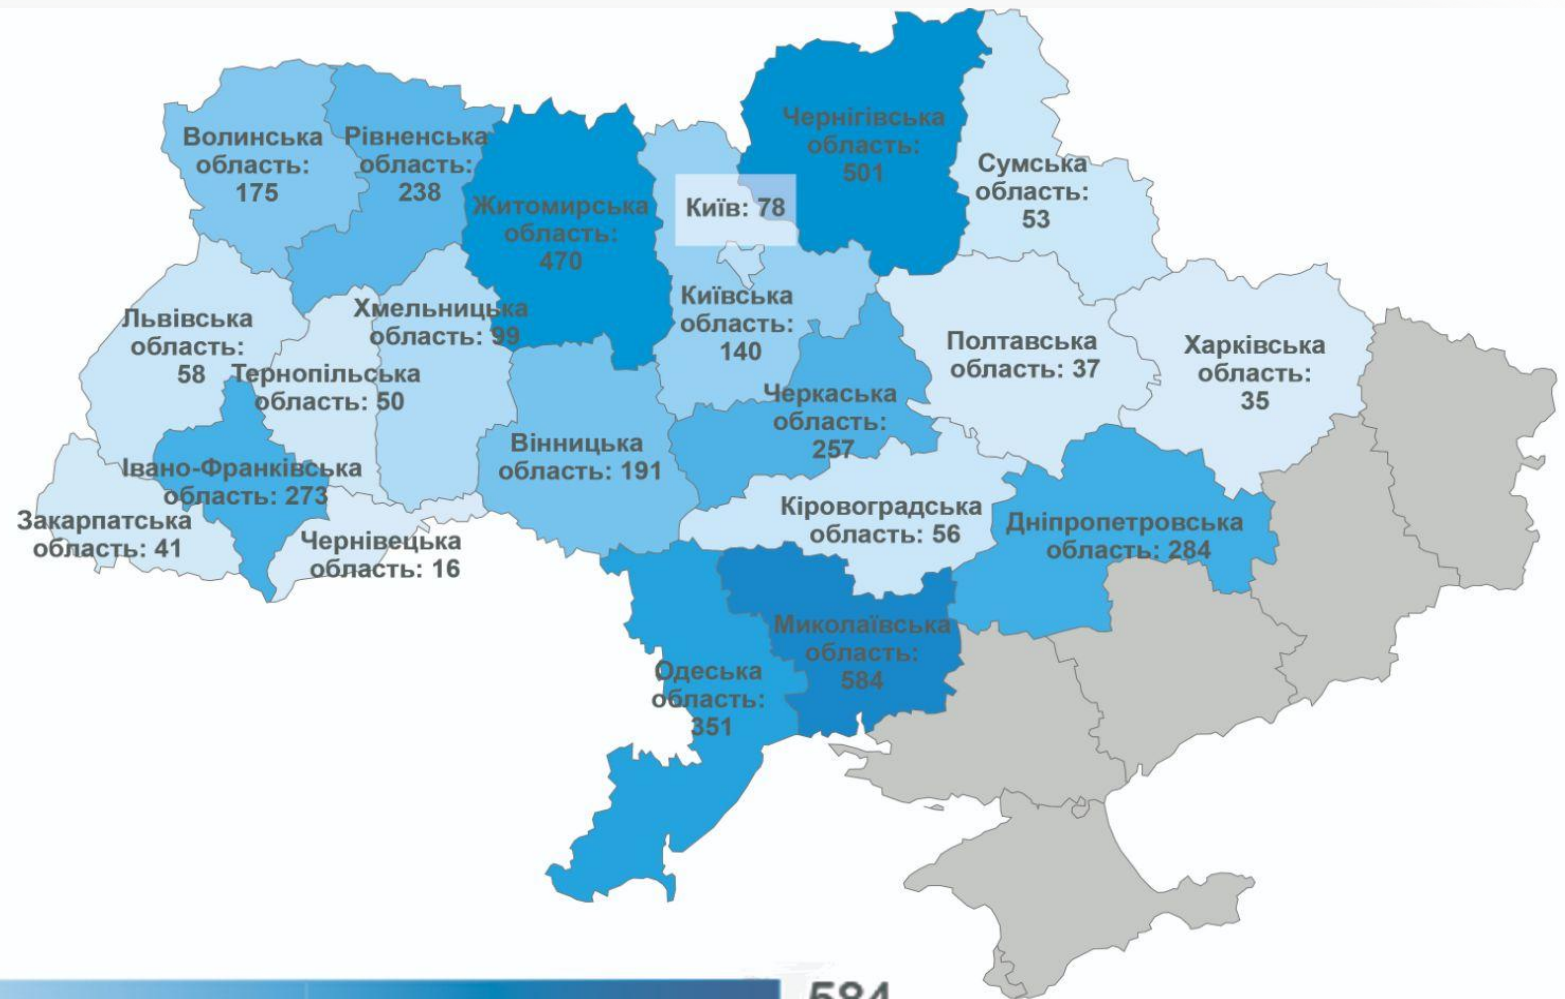 Чернігівська
область:
501
Волинська
область:
175
Рівненська
область:
238
Сумська
область:
53
Житомирська
область:
470
Київ: 78
Київська
область:
140
Хмельницька
область: 99
Львівська
область:
58
Тернопільська
область: 50
Полтавська
область: 37
Харківська
область:
35
Черкаська
область:
257
Вінницька
область: 191
Івано-Франківська
область: 273
Закарпатська
область: 41
Чернівецька
область: 16
Кіровоградська
область: 56
Дніпропетровська
область: 284
Миколаївська
область:
584
Одеська
область:
351
584